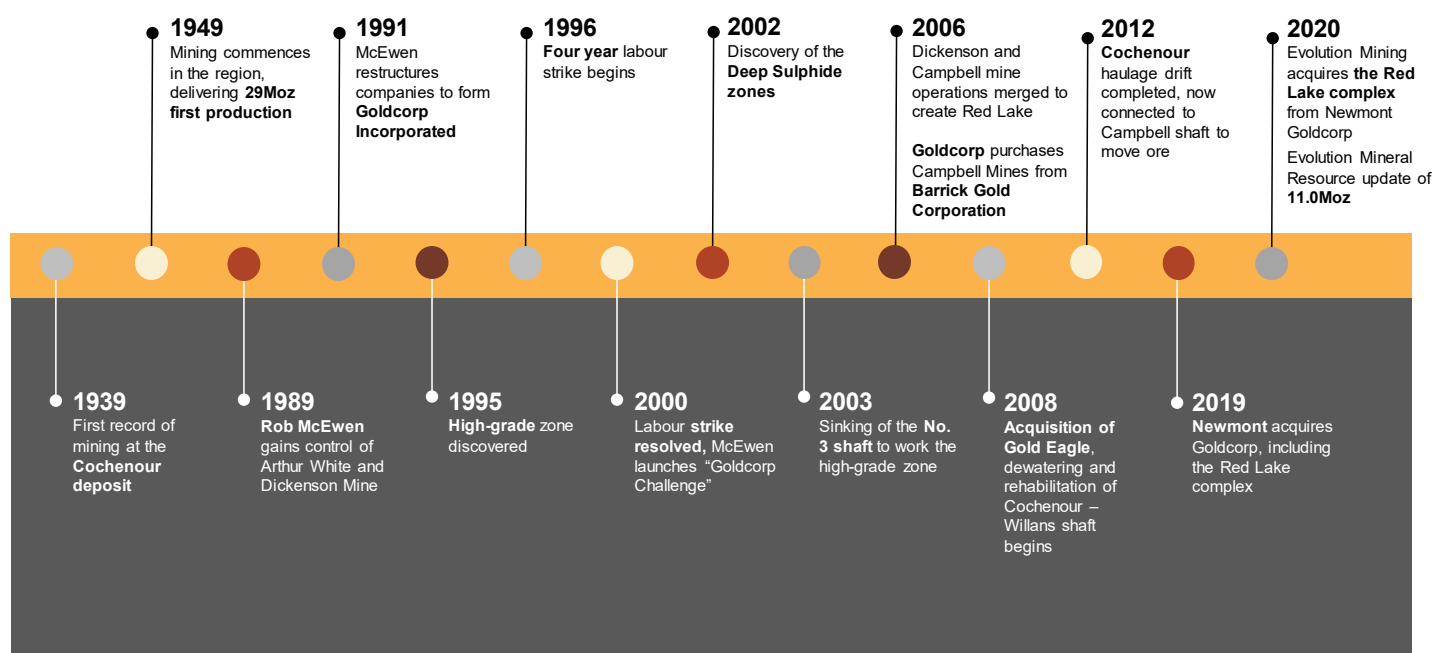 1949
Mining commences
in the region,
delivering 29Moz
first production
1991
McEwen
restructures
companies to form
Goldcorp
Incorporated
1996
Four year labour
strike begins
2002
Discovery of the
Deep Sulphide
zones
2006
Dickenson and
Campbell mine
operations merged to
create Red Lake
Goldcorp purchases
Campbell Mines from
Barrick Gold
Corporation
2012
Cochenour
haulage drift
completed, now
connected to
Campbell shaft to
move ore
2020
Evolution Mining
acquires the Red
Lake complex
from Newmont
Goldcorp
Evolution Mineral
Resource update of
11.0Moz
1939
First record of
mining at the
Cochenour
deposit
1989
Rob McEwen
gains control of
Arthur White and
Dickenson Mine
1995
High-grade zone
discovered
2000
Labour strike
resolved, McEwen
launches “Goldcorp
Challenge”
2003
Sinking of the No.
3 shaft to work the
high-grade zone
2008
Acquisition of
Gold Eagle,
dewatering and
rehabilitation of
Cochenour –
Willans shaft
begins
2019
Newmont acquires
Goldcorp, including
the Red Lake
complex